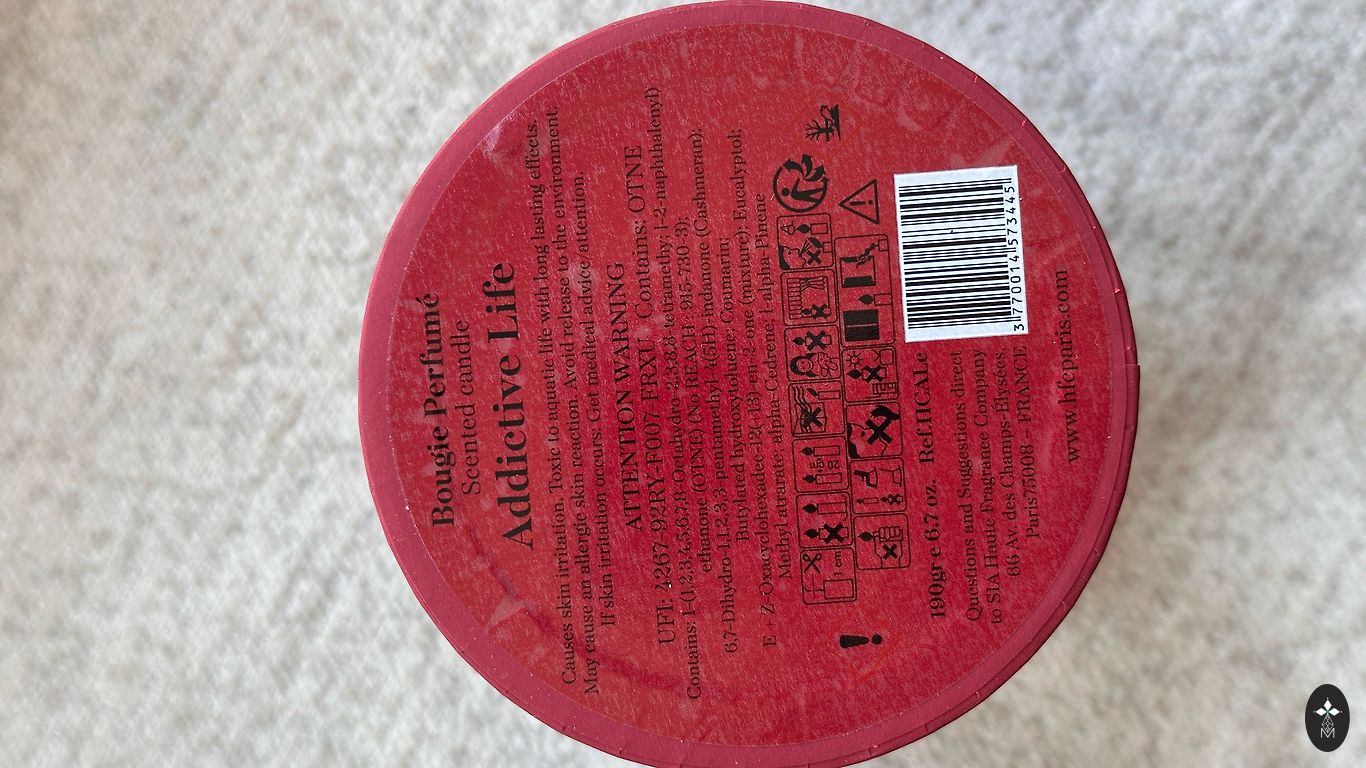 Bougie Perfumé
Scented candle
Addictive Life
Causes skin irritation. Toxic to aquatic life with long lasting effects.
May cause an allergic skin reaction. Avoid release to the environment.
If skin irritation occurs: Get medical advice/attention.
ATTENTION WARNING
UFI: 4267-92RY-F007-FRXU Contains: OTNE
Contains: 1-(1,2,3,4,5,6,7,8-Octahydro-2,3,8,8-tetramethy; l-2-naphthalenyl)
ethanone (OTNE) (No REACH : 915-730-3);
6,7-Dihydro-1,1,2,3,3-pentamethyl-4(5H)-indanone (Cashmeran);
Butylated hydroxytoluene; Coumarin;
E + Z-Oxacyclohexadec-12(+13)-en-2-one (mixture); Eucalyptol;
Methyl atrarate; alpha-Cedrene; l-alpha-Pinene
190gr e 6.7 oz. Ref.HCALe
Questions and Suggestions direct
to SIA Haute Fragrance Company
66 Av. des Champs-Élysées.
Paris75008 - FRANCE
3 770014 573445
www.hfcparis.com
M